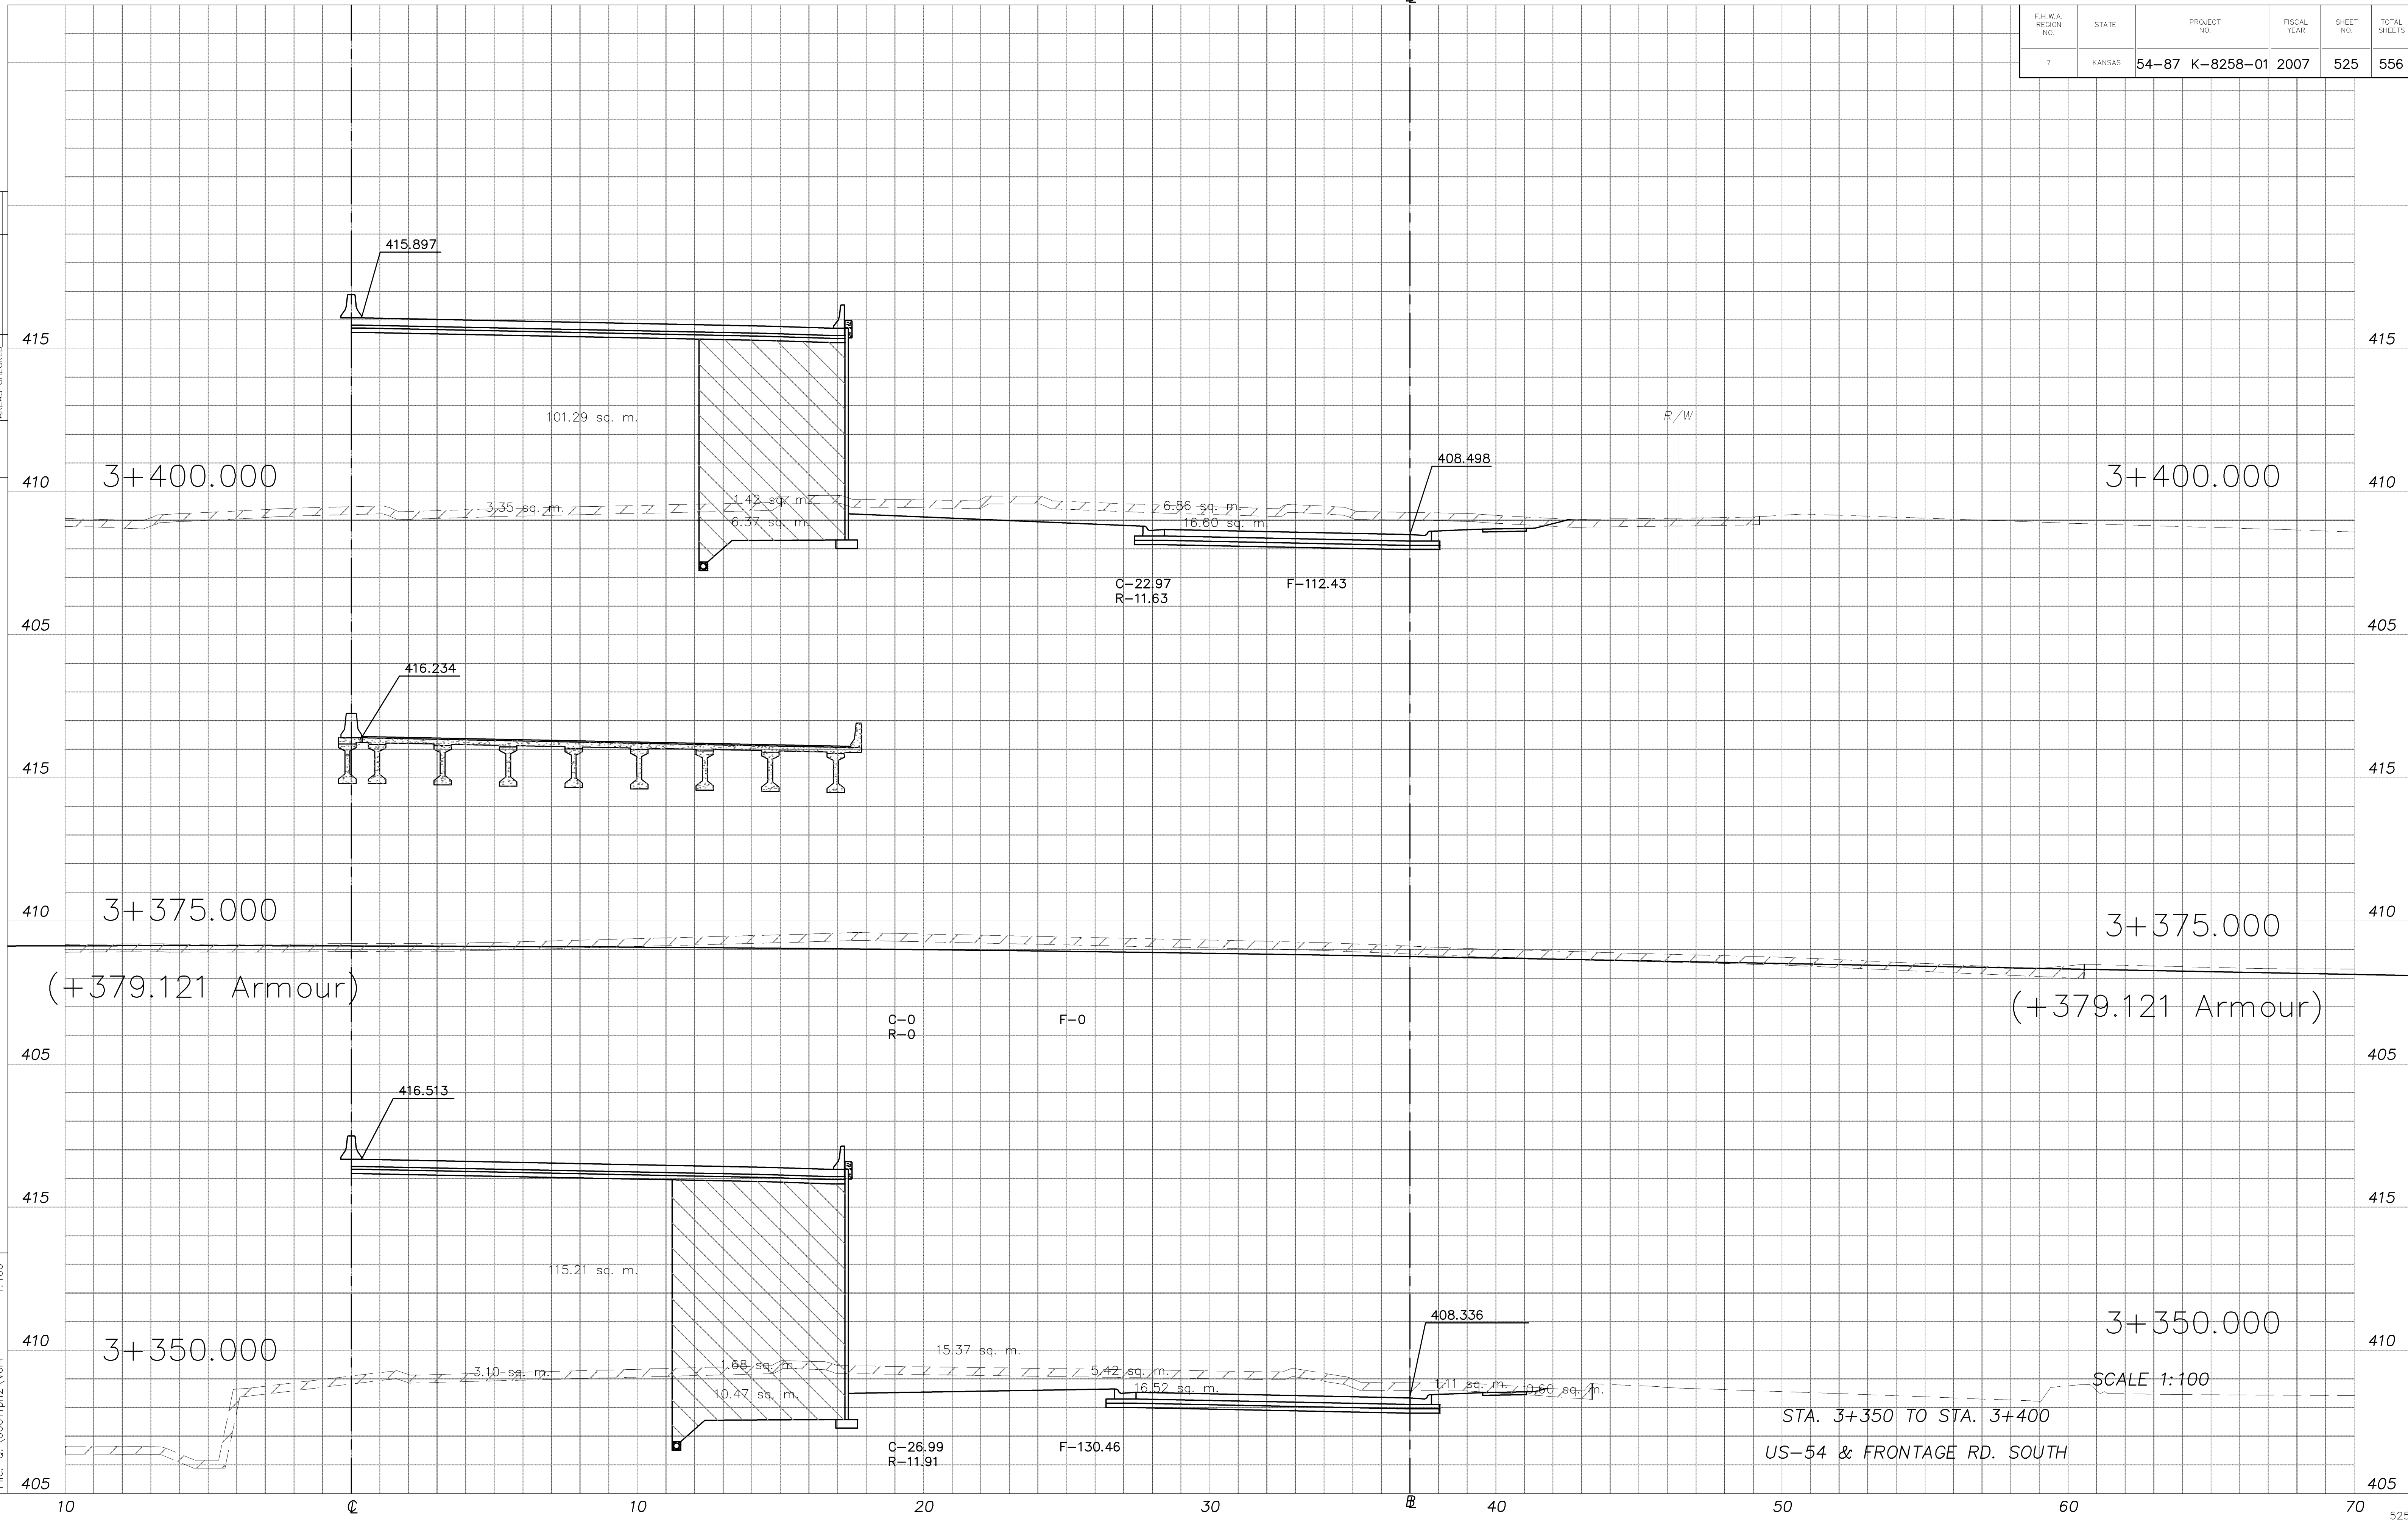 F.H.W.A. REGION NO. STATE PROJECT NO. FISCAL YEAR SHEET NO. TOTAL SHEETS
7 KANSAS 54-87 K-8258-01 2007 525 556
415.897
415 415
101.29 sq. m.
R/W
408.498
3+400.000 3+400.000
410 410
3.35 sq. m. 1.42 sq. m. 6.86 sq. m.
6.37 sq. m. 16.60 sq. m.
C-22.97 F-112.43
R-11.63
405 405
416.234
415 415
410 3+375.000 3+375.000 410
(+379.121 Armour) (+379.121 Armour)
C-0 F-0
R-0
405 405
416.513
415 415
115.21 sq. m.
408.336
3+350.000 3+350.000
410 410
15.37 sq. m.
3.10 sq. m. 1.68 sq. m. 5.42 sq. m.
10.47 sq. m. 16.52 sq. m. 1.11 sq. m. 0.60 sq. m.
SCALE 1:100
STA. 3+350 TO STA. 3+400
US-54 & FRONTAGE RD. SOUTH
C-26.99 F-130.46
R-11.91
405 405
10 ℄ 10 20 30 40 50 60 70
525